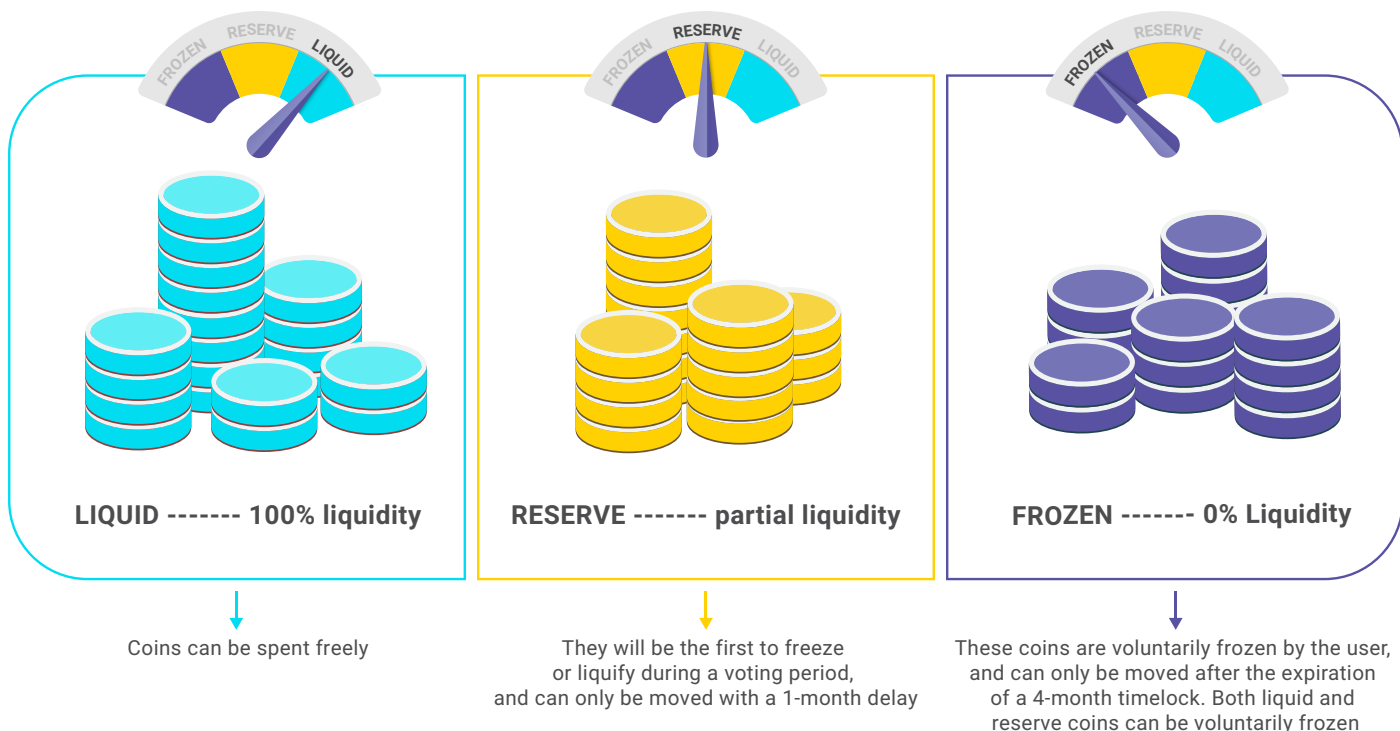 FROZEN
RESERVE
LIQUID
FROZEN
RESERVE
LIQUID
FROZEN
RESERVE
LIQUID
LIQUID ------- 100% liquidity
RESERVE ------- partial liquidity
FROZEN ------- 0% Liquidity
Coins can be spent freely
They will be the first to freeze
or liquify during a voting period,
and can only be moved with a 1-month delay
These coins are voluntarily frozen by the user,
and can only be moved after the expiration
of a 4-month timelock. Both liquid and
reserve coins can be voluntarily frozen